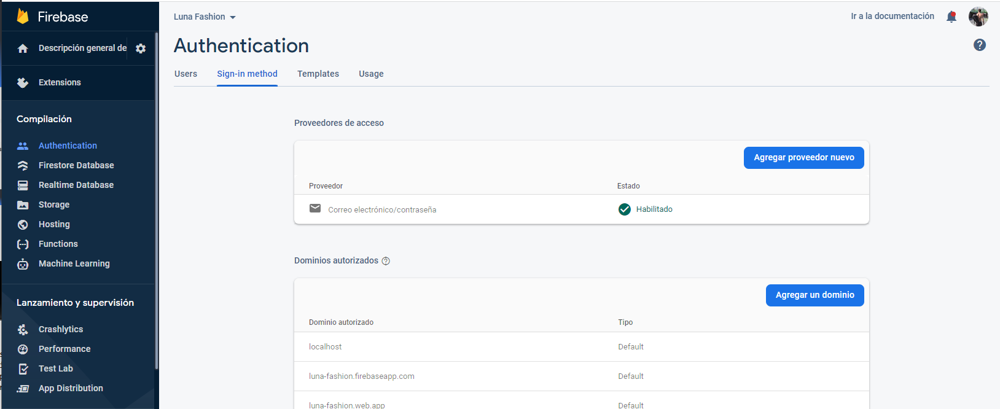 Firebase
Descripción general de
Extensions
Compilación
Authentication
Firestore Database
Realtime Database
Storage
Hosting
Functions
Machine Learning
Lanzamiento y supervisión
Crashlytics
Performance
Test Lab
App Distribution
Luna Fashion
Ir a la documentación
Authentication
Users Sign-in method Templates Usage
Proveedores de acceso
Agregar proveedor nuevo
Proveedor Estado
Correo electrónico/contraseña Habilitado
Dominios autorizados
Agregar un dominio
Dominio autorizado Tipo
localhost Default
luna-fashion.firebaseapp.com Default
luna-fashion.web.app Default